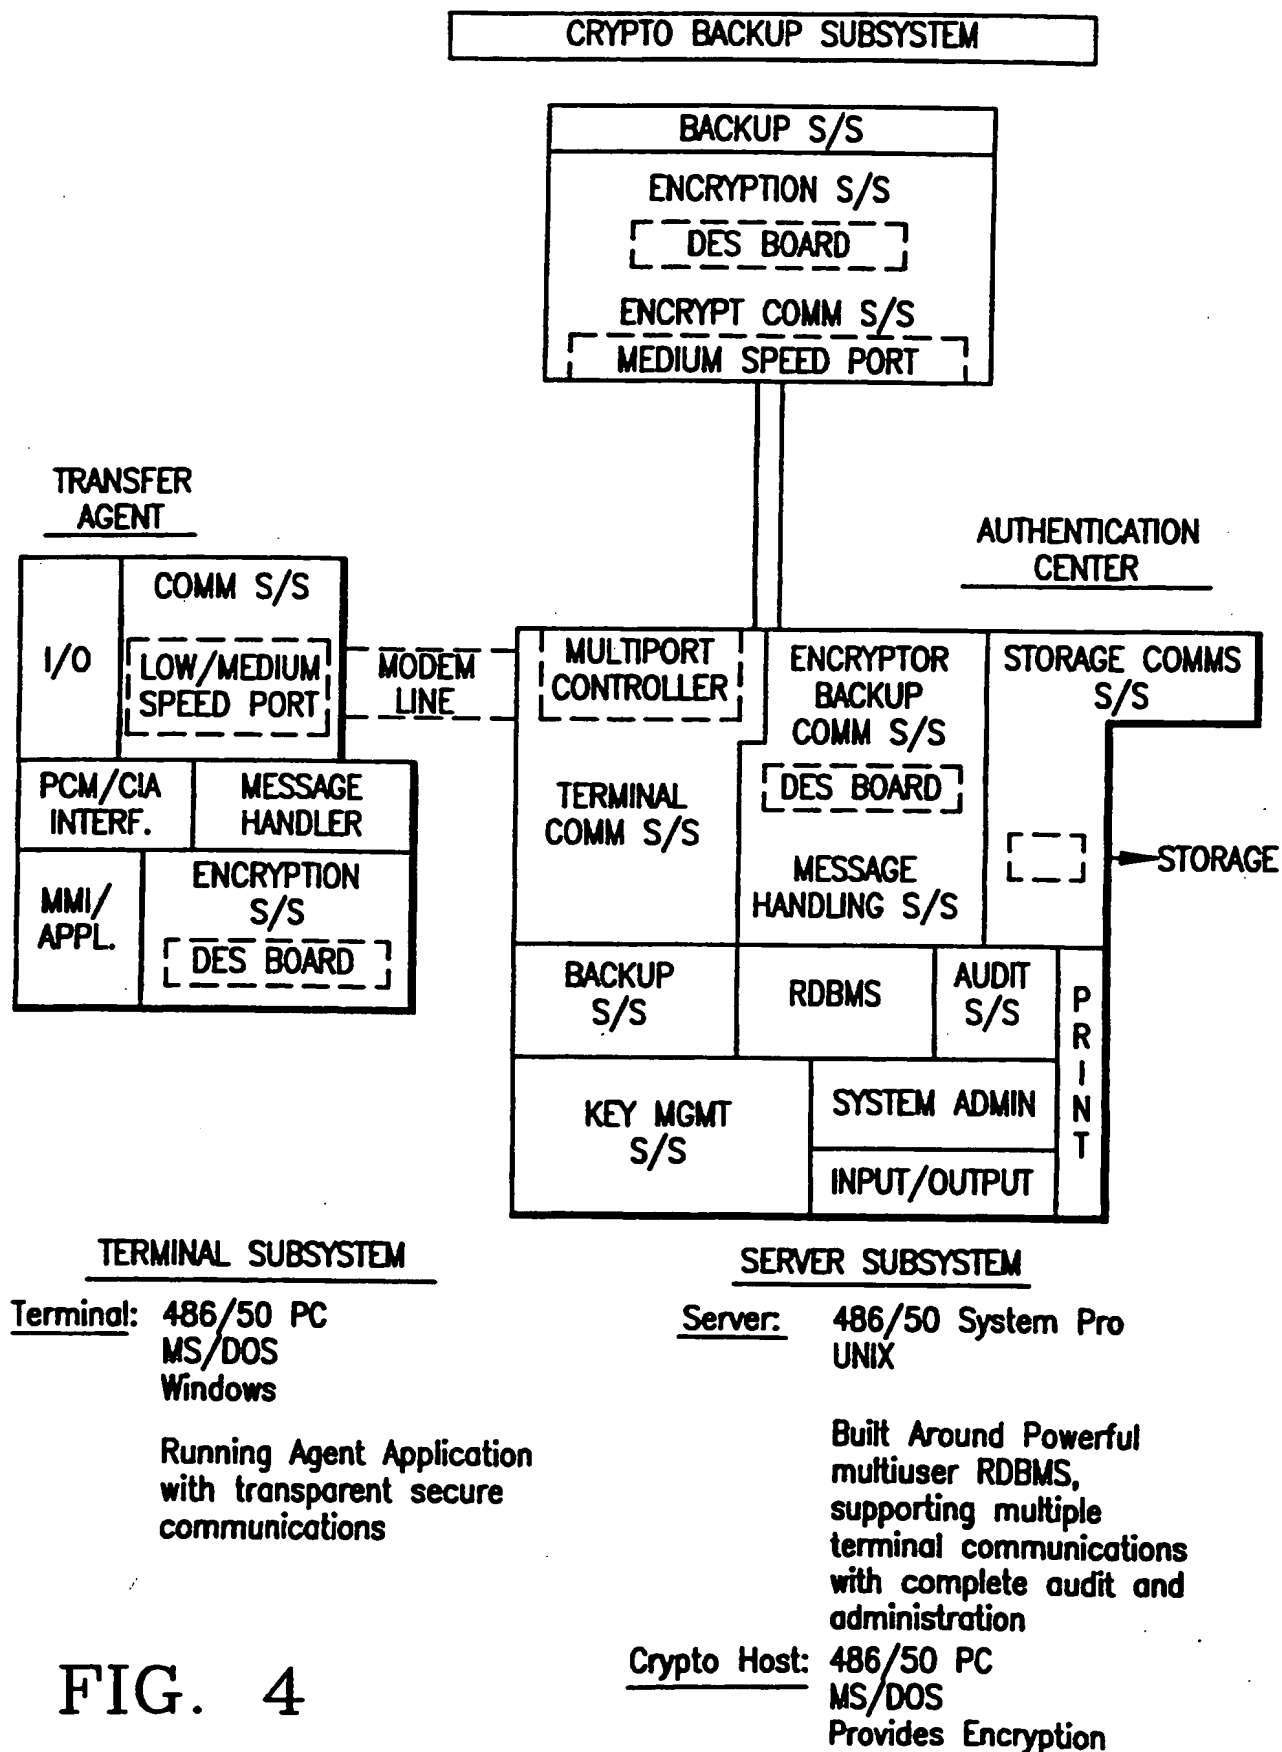 CRYPTO BACKUP SUBSYSTEM
BACKUP S/S
ENCRYPTION S/S
DES BOARD
ENCRYPT COMM S/S
MEDIUM SPEED PORT
TRANSFER
AGENT
I/O
COMM S/S
LOW/MEDIUM
SPEED PORT
MODEM
LINE
PCM/CIA
INTERF.
MESSAGE
HANDLER
MMI/
APPL.
ENCRYPTION
S/S
DES BOARD
AUTHENTICATION
CENTER
MULTIPORT
CONTROLLER
TERMINAL
COMM S/S
ENCRYPTOR
BACKUP
COMM S/S
DES BOARD
MESSAGE
HANDLING S/S
STORAGE COMMS
S/S
STORAGE
BACKUP
S/S
RDBMS
AUDIT
S/S
PRINT
KEY MGMT
S/S
SYSTEM ADMIN
INPUT/OUTPUT
TERMINAL SUBSYSTEM
Terminal: 486/50 PC
MS/DOS
Windows
Running Agent Application
with transparent secure
communications
SERVER SUBSYSTEM
Server: 486/50 System Pro
UNIX
Built Around Powerful
multiuser RDBMS,
supporting multiple
terminal communications
with complete audit and
administration
Crypto Host: 486/50 PC
MS/DOS
Provides Encryption
FIG. 4